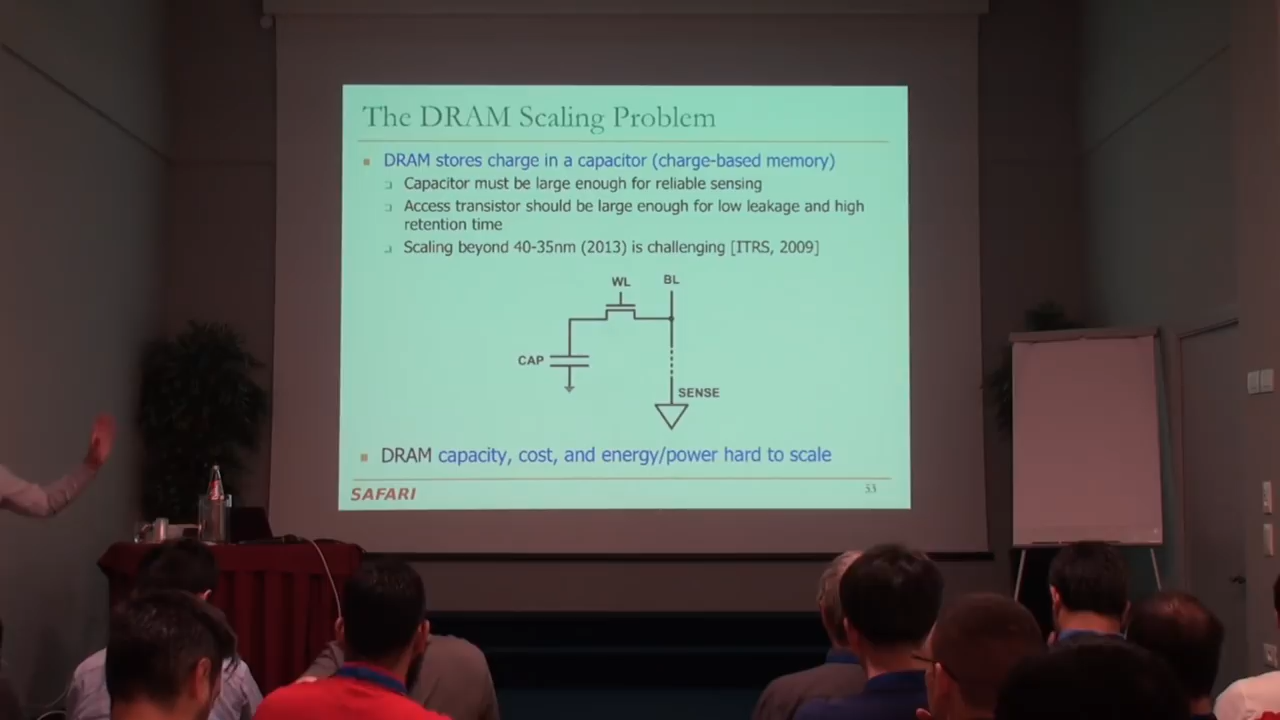 The DRAM Scaling Problem
DRAM stores charge in a capacitor (charge-based memory)
Capacitor must be large enough for reliable sensing
Access transistor should be large enough for low leakage and high
retention time
Scaling beyond 40-35nm (2013) is challenging [ITRS, 2009]
WL
BL
CAP
SENSE
DRAM capacity, cost, and energy/power hard to scale
SAFARI
33